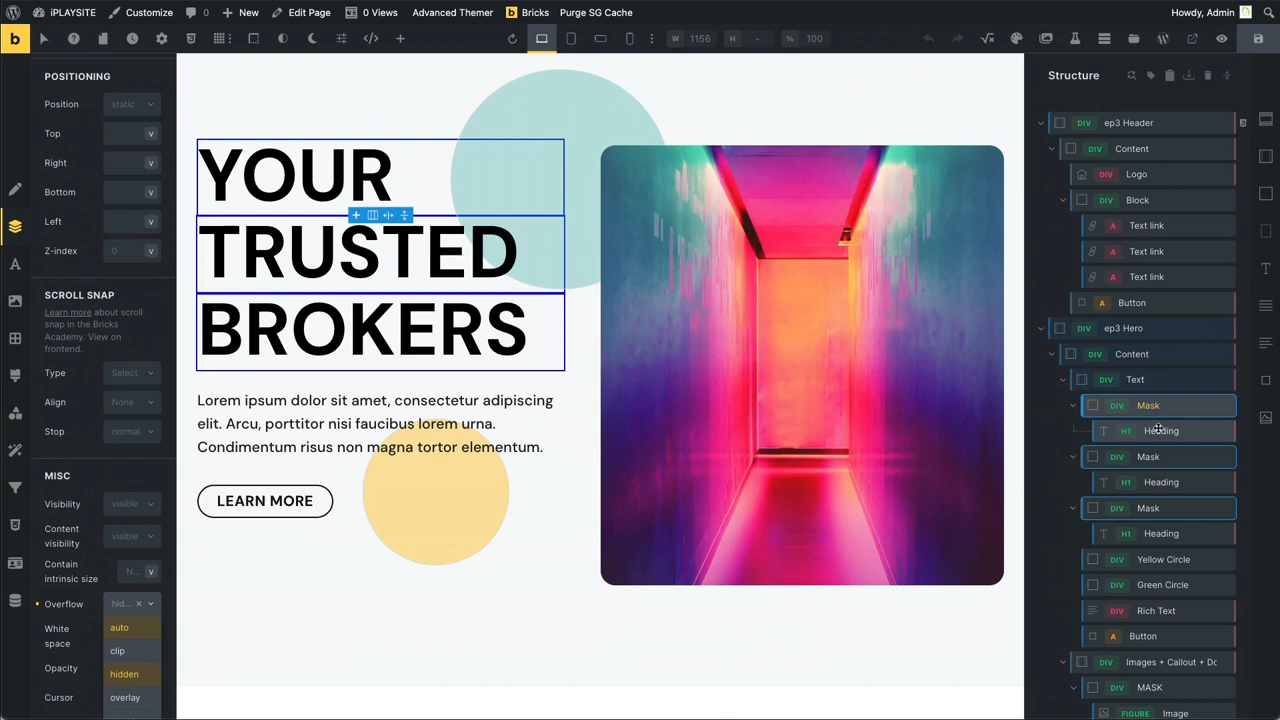 iPLAYSITE
Customize
0
New
Edit Page
0 Views
Advanced Themer
b Bricks
Purge SG Cache
Howdy, Admin
b
W 1156
H -
% 100
POSITIONING
Position static
Top v
Right v
Bottom v
Left v
Z-index 0
SCROLL SNAP
Learn more about scroll
snap in the Bricks
Academy. View on
frontend.
Type Select
Align None
Stop normal
MISC
Visibility visible
Content
visibility visible
Contain
intrinsic size N... v
Overflow hid...
auto
White
space
clip
Opacity
hidden
Cursor
overlay
YOUR
TRUSTED
BROKERS
Lorem ipsum dolor sit amet, consectetur adipiscing
elit. Arcu, porttitor nisi faucibus lorem urna.
Condimentum risus non magna tortor elementum.
LEARN MORE
Structure
DIV ep3 Header
DIV Content
A Logo
DIV Block
A Text link
A Text link
A Text link
A Button
DIV ep3 Hero
DIV Content
DIV Text
DIV Mask
T H1 Heading
DIV Mask
T H1 Heading
DIV Mask
T H1 Heading
DIV Yellow Circle
DIV Green Circle
DIV Rich Text
A Button
DIV Images + Callout + Dc
DIV MASK
FIGURE Image